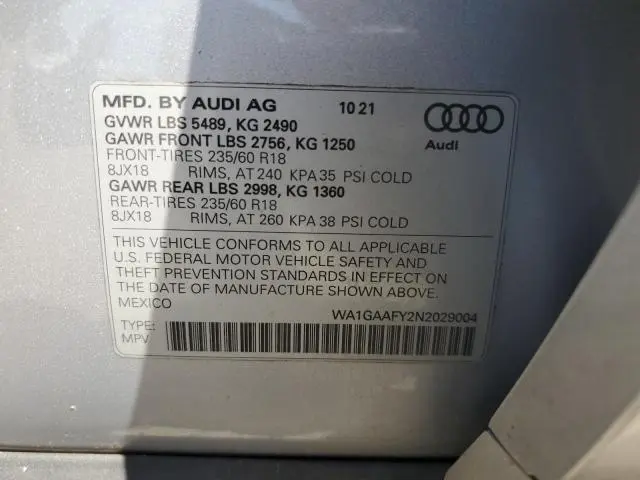 MFD. BY AUDI AG 10 21
GVWR LBS 5489, KG 2490
GAWR FRONT LBS 2756, KG 1250
Audi
FRONT-TIRES 235/60 R18
8JX18 RIMS, AT 240 KPA 35 PSI COLD
GAWR REAR LBS 2998, KG 1360
REAR-TIRES 235/60 R18
8JX18 RIMS, AT 260 KPA 38 PSI COLD
THIS VEHICLE CONFORMS TO ALL APPLICABLE
U.S. FEDERAL MOTOR VEHICLE SAFETY AND
THEFT PREVENTION STANDARDS IN EFFECT ON
THE DATE OF MANUFACTURE SHOWN ABOVE.
MEXICO
WA1GAAFY2N2029004
TYPE:
MPV